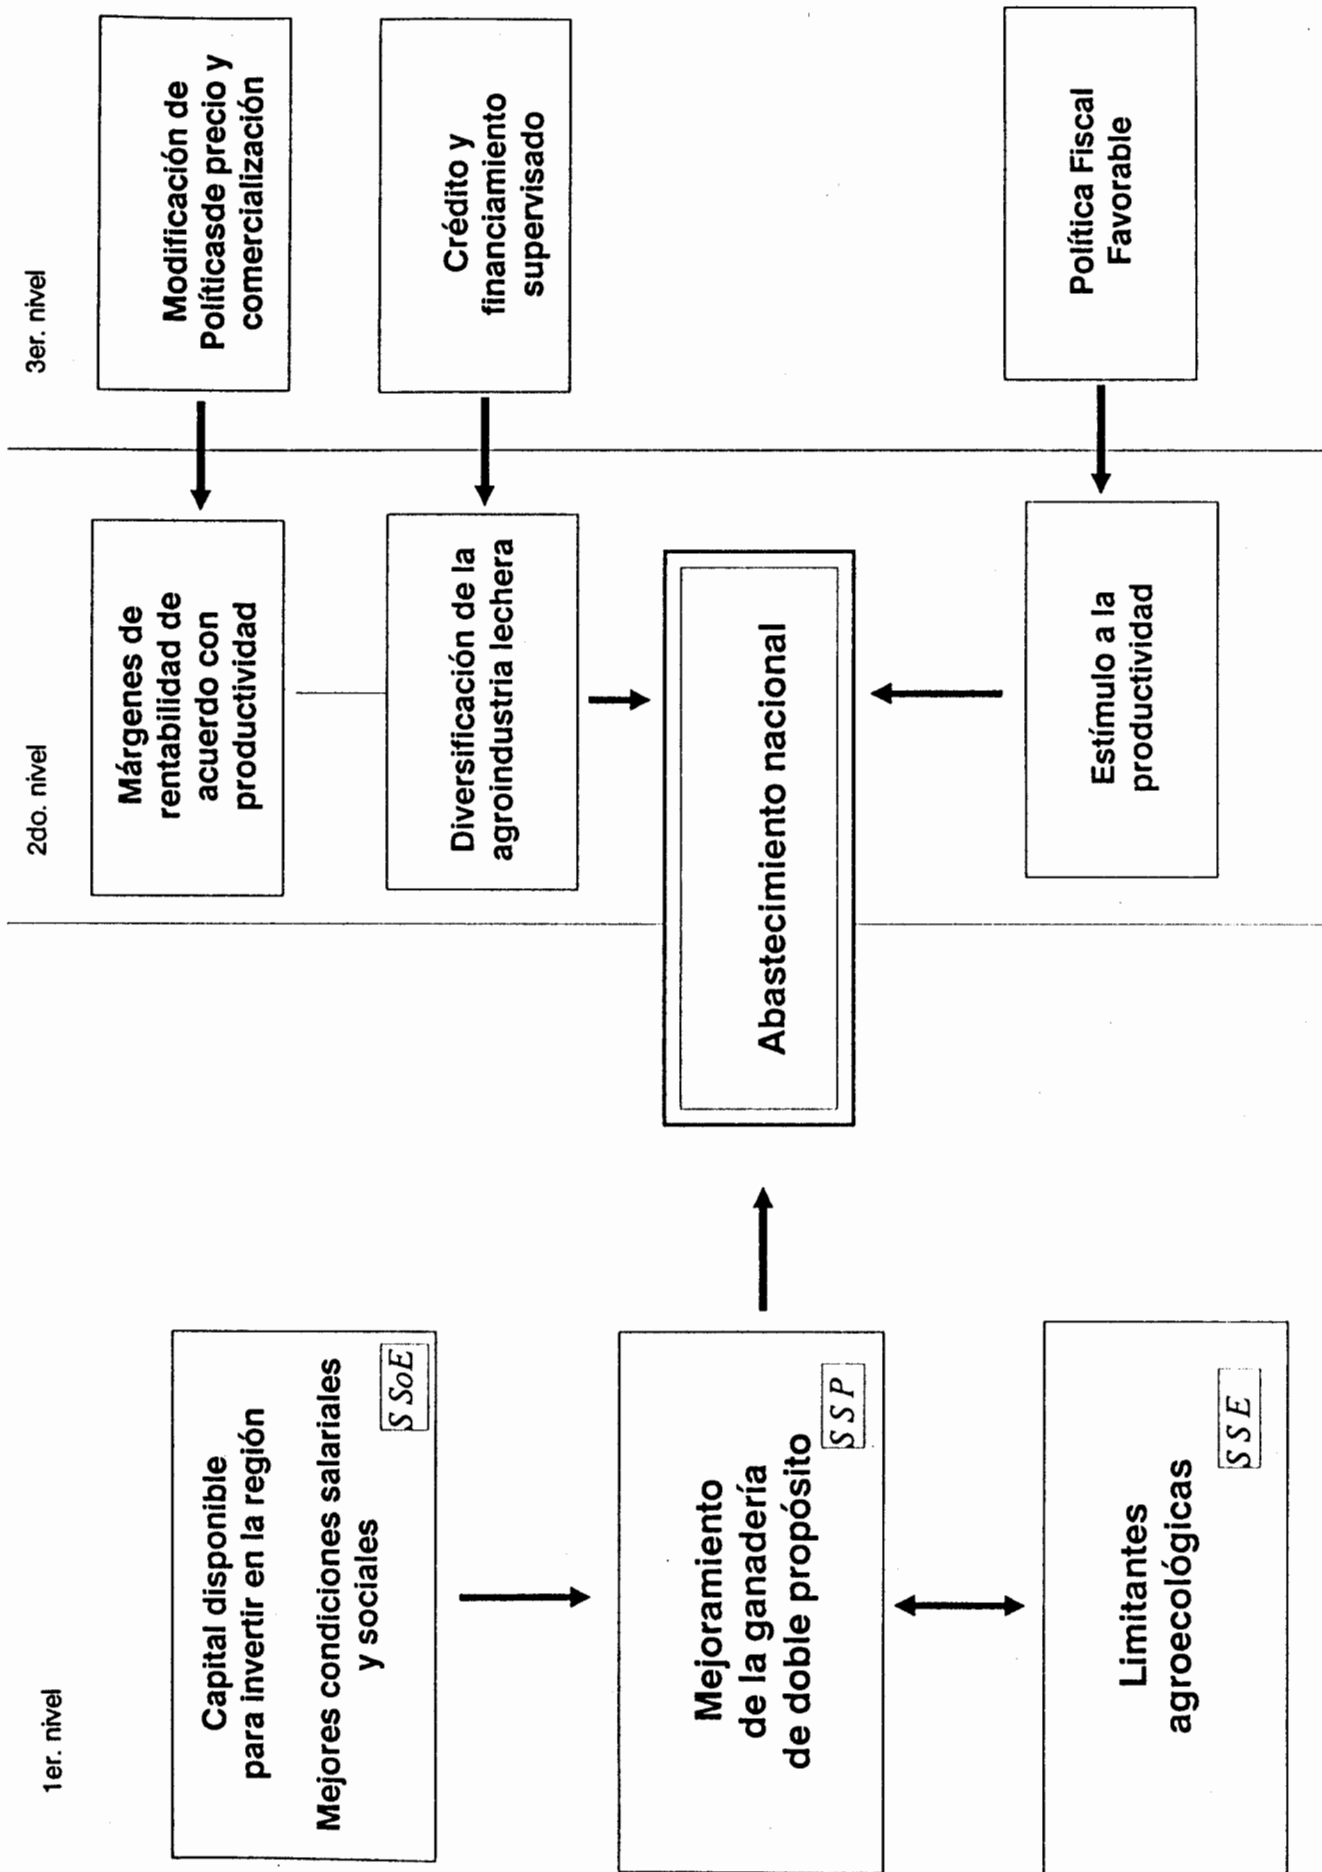 1er. nivel
Capital disponible
para invertir en la región
Mejores condiciones salariales
y sociales
S SoE
Mejoramiento
de la ganadería
de doble propósito
SSP
Limitantes
agroecológicas
SSE
2do. nivel
Márgenes de
rentabilidad de
acuerdo con
productividad
Diversificación de la
agroindustria lechera
Abastecimiento nacional
Estímulo a la
productividad
3er. nivel
Modificación de
Políticasde precio y
comercialización
Crédito y
financiamiento
supervisado
Política Fiscal
Favorable